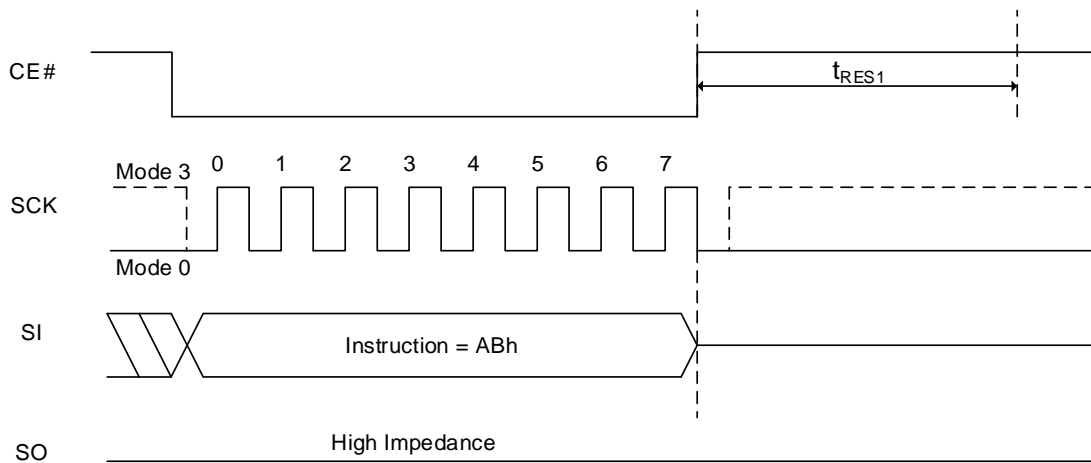 CE#
tRES1
Mode 3 0 1 2 3 4 5 6 7
SCK
Mode 0
SI
Instruction = ABh
High Impedance
SO